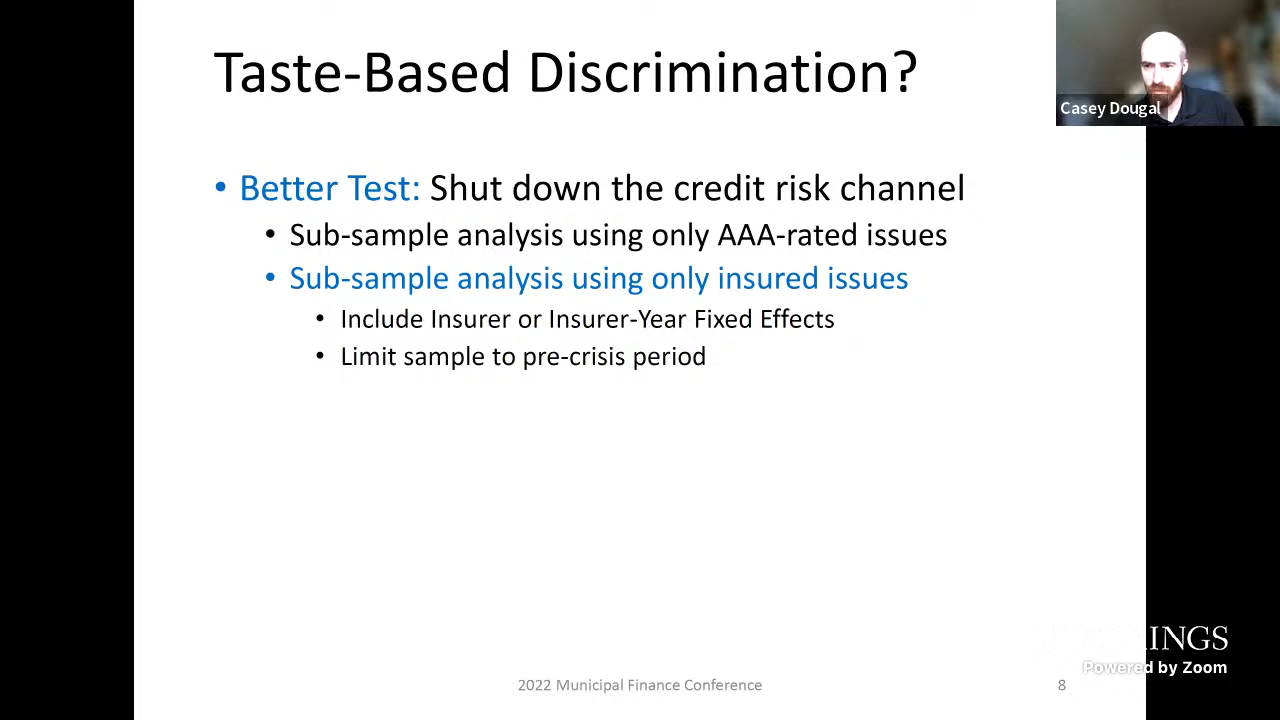 Taste-Based Discrimination?
Casey Dougal
• Better Test: Shut down the credit risk channel
• Sub-sample analysis using only AAA-rated issues
• Sub-sample analysis using only insured issues
• Include Insurer or Insurer-Year Fixed Effects
• Limit sample to pre-crisis period
INGS
Powered by Zoom
2022 Municipal Finance Conference
8